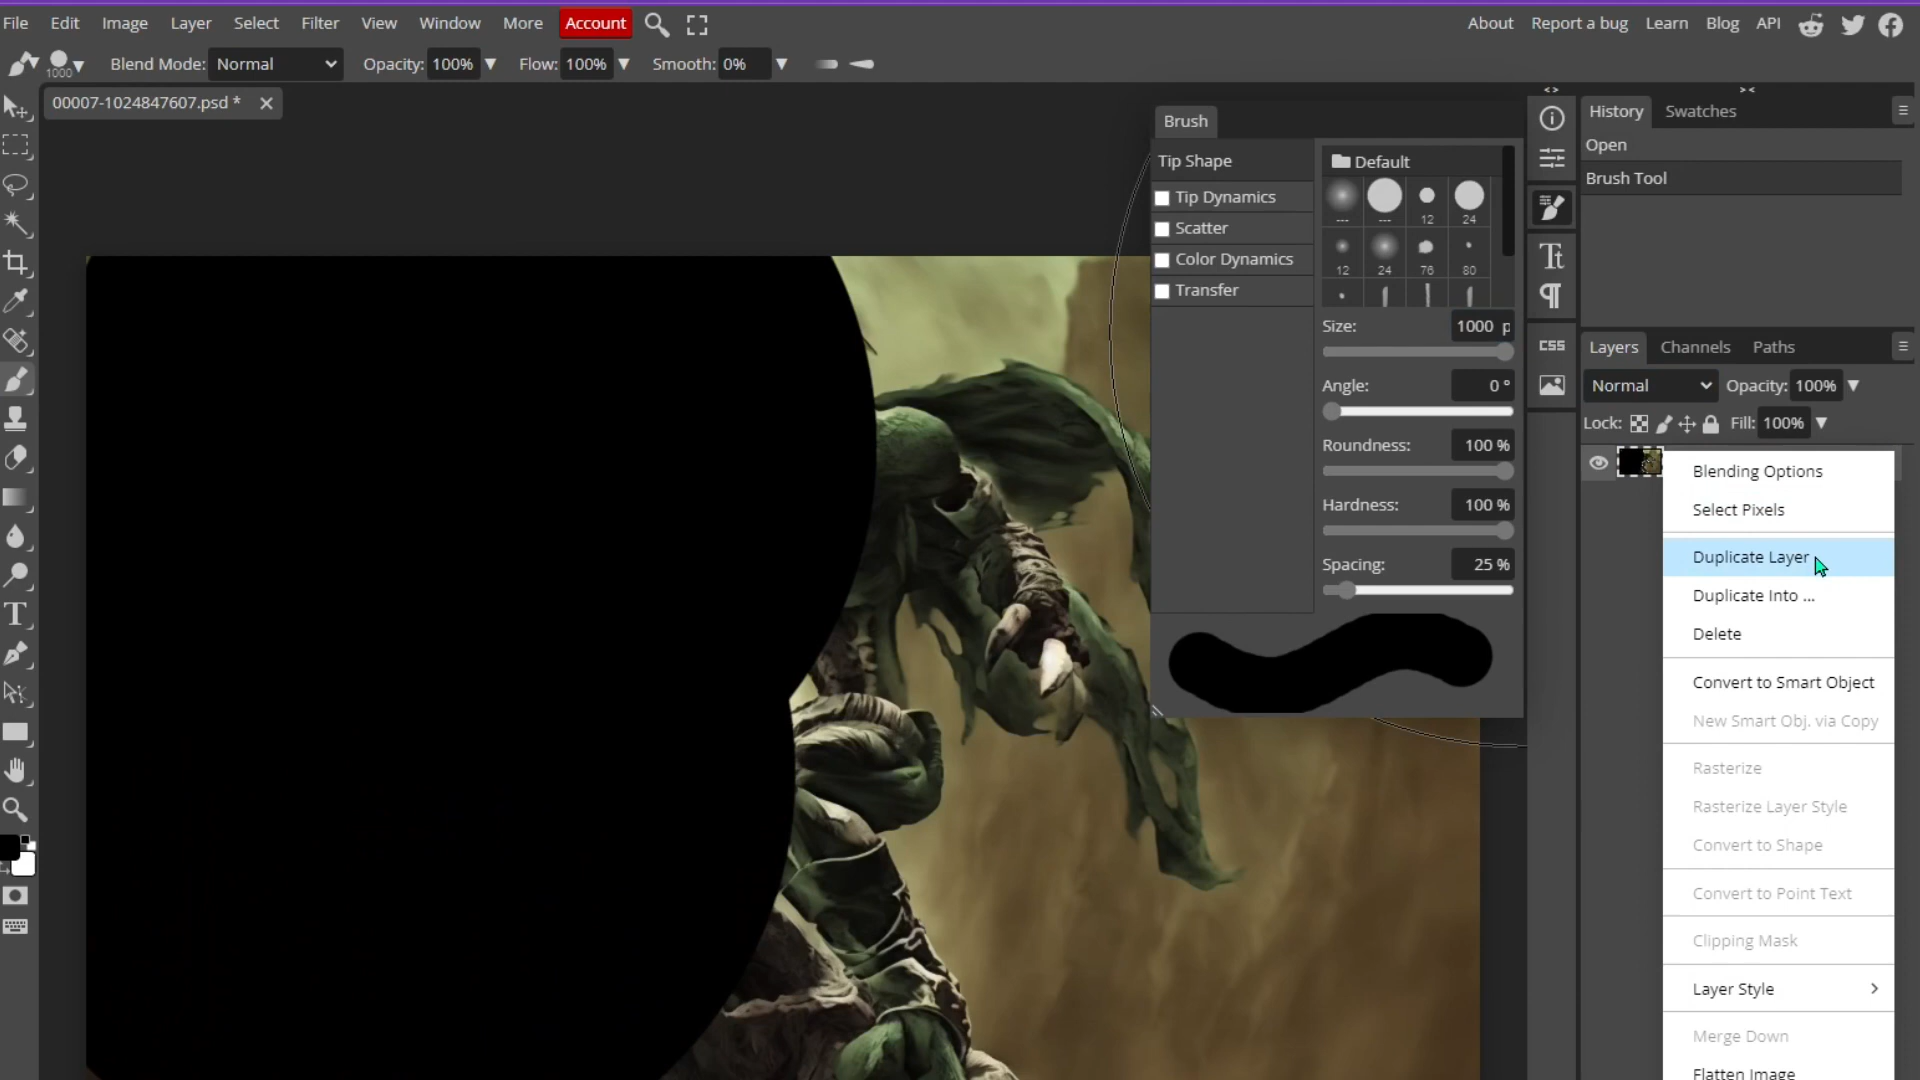 File Edit Image Layer Select Filter View Window More Account
About Report a bug Learn Blog API
1000 Blend Mode: Normal Opacity: 100% Flow: 100% Smooth: 0%
00007-1024847607.psd *
Brush
Tip Shape
Tip Dynamics
Scatter
Color Dynamics
Transfer
Default
--- --- 12 24
12 24 76 80
Size: 1000 p
Angle: 0 °
Roundness: 100 %
Hardness: 100 %
Spacing: 25 %
CSS
History Swatches
Open
Brush Tool
Layers Channels Paths
Normal Opacity: 100%
Lock: Fill: 100%
Blending Options
Select Pixels
Duplicate Layer
Duplicate Into ...
Delete
Convert to Smart Object
New Smart Obj. via Copy
Rasterize
Rasterize Layer Style
Convert to Shape
Convert to Point Text
Clipping Mask
Layer Style
Merge Down
Flatten Image